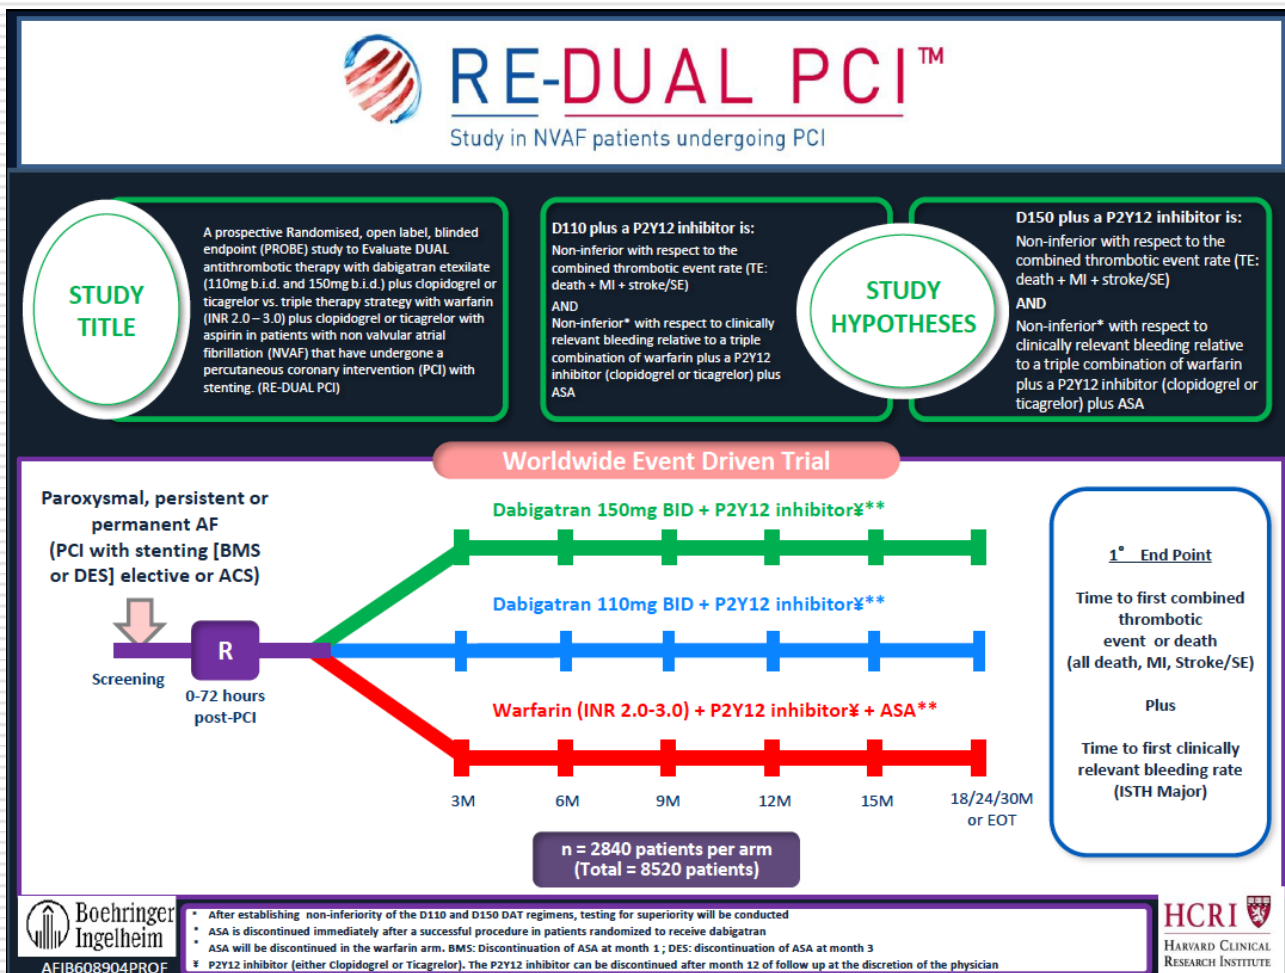 RE-DUAL PCI™
Study in NVAF patients undergoing PCI
STUDY
TITLE
A prospective Randomised, open label, blinded
endpoint (PROBE) study to Evaluate DUAL
antithrombotic therapy with dabigatran etexilate
(110mg b.i.d. and 150mg b.i.d.) plus clopidogrel or
ticagrelor vs. triple therapy strategy with warfarin
(INR 2.0 – 3.0) plus clopidogrel or ticagrelor with
aspirin in patients with non valvular atrial
fibrillation (NVAF) that have undergone a
percutaneous coronary intervention (PCI) with
stenting. (RE-DUAL PCI)
D110 plus a P2Y12 inhibitor is:
Non-inferior with respect to the
combined thrombotic event rate (TE:
death + MI + stroke/SE)
AND
Non-inferior* with respect to clinically
relevant bleeding relative to a triple
combination of warfarin plus a P2Y12
inhibitor (clopidogrel or ticagrelor) plus
ASA
STUDY
HYPOTHESES
D150 plus a P2Y12 inhibitor is:
Non-inferior with respect to the
combined thrombotic event rate (TE:
death + MI + stroke/SE)
AND
Non-inferior* with respect to
clinically relevant bleeding relative
to a triple combination of warfarin
plus a P2Y12 inhibitor (clopidogrel or
ticagrelor) plus ASA
Worldwide Event Driven Trial
Paroxysmal, persistent or
permanent AF
(PCI with stenting [BMS
or DES] elective or ACS)
Screening
R
0-72 hours
post-PCI
Dabigatran 150mg BID + P2Y12 inhibitor¥**
Dabigatran 110mg BID + P2Y12 inhibitor¥**
Warfarin (INR 2.0-3.0) + P2Y12 inhibitor¥ + ASA**
3M
6M
9M
12M
15M
18/24/30M
or EOT
n = 2840 patients per arm
(Total = 8520 patients)
1° End Point
Time to first combined
thrombotic
event or death
(all death, MI, Stroke/SE)
Plus
Time to first clinically
relevant bleeding rate
(ISTH Major)
Boehringer
Ingelheim
AFIB608904PROF
* After establishing non-inferiority of the D110 and D150 DAT regimens, testing for superiority will be conducted
* ASA is discontinued immediately after a successful procedure in patients randomized to receive dabigatran
* ASA will be discontinued in the warfarin arm. BMS: Discontinuation of ASA at month 1 ; DES: discontinuation of ASA at month 3
¥ P2Y12 inhibitor (either Clopidogrel or Ticagrelor). The P2Y12 inhibitor can be discontinued after month 12 of follow up at the discretion of the physician
HCRI
HARVARD CLINICAL
RESEARCH INSTITUTE